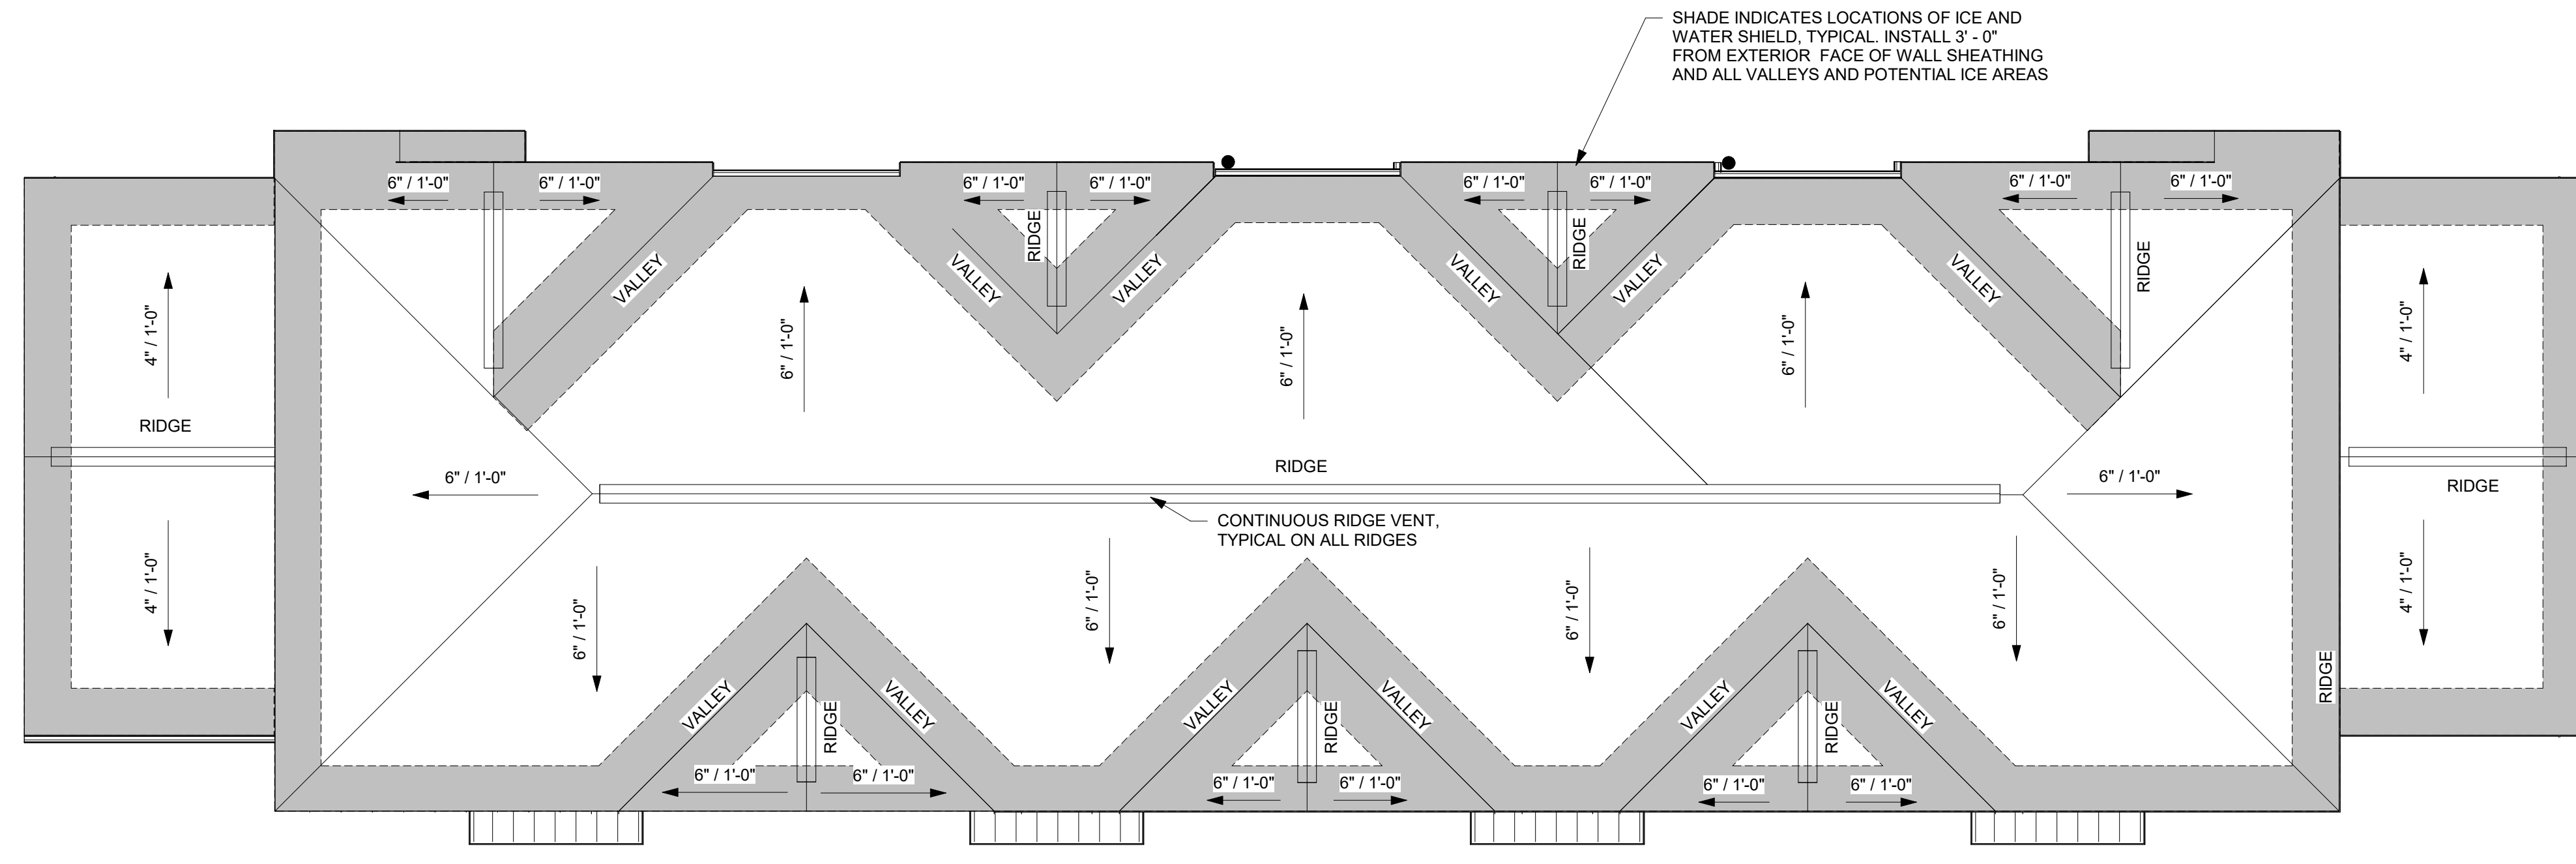 SHADE INDICATES LOCATIONS OF ICE AND
WATER SHIELD, TYPICAL. INSTALL 3' - 0"
FROM EXTERIOR FACE OF WALL SHEATHING
AND ALL VALLEYS AND POTENTIAL ICE AREAS
6" / 1'-0"
6" / 1'-0"
6" / 1'-0"
6" / 1'-0"
6" / 1'-0"
6" / 1'-0"
6" / 1'-0"
6" / 1'-0"
RIDGE
RIDGE
RIDGE
VALLEY
VALLEY
VALLEY
VALLEY
VALLEY
VALLEY
4" / 1'-0"
6" / 1'-0"
6" / 1'-0"
6" / 1'-0"
4" / 1'-0"
RIDGE
6" / 1'-0"
RIDGE
6" / 1'-0"
RIDGE
CONTINUOUS RIDGE VENT,
TYPICAL ON ALL RIDGES
4" / 1'-0"
6" / 1'-0"
6" / 1'-0"
6" / 1'-0"
6" / 1'-0"
4" / 1'-0"
VALLEY
VALLEY
VALLEY
VALLEY
VALLEY
VALLEY
RIDGE
RIDGE
RIDGE
RIDGE
6" / 1'-0"
6" / 1'-0"
6" / 1'-0"
6" / 1'-0"
6" / 1'-0"
6" / 1'-0"